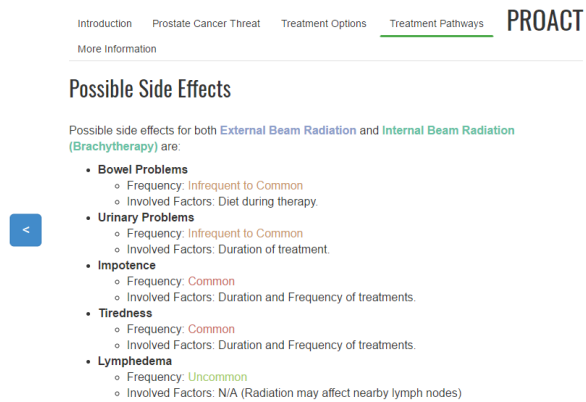 Introduction Prostate Cancer Threat Treatment Options Treatment Pathways PROACT
More Information
Possible Side Effects
Possible side effects for both External Beam Radiation and Internal Beam Radiation
(Brachytherapy) are:
Bowel Problems
Frequency: Infrequent to Common
Involved Factors: Diet during therapy.
Urinary Problems
Frequency: Infrequent to Common
Involved Factors: Duration of treatment.
Impotence
Frequency: Common
Involved Factors: Duration and Frequency of treatments.
Tiredness
Frequency: Common
Involved Factors: Duration and Frequency of treatments.
Lymphedema
Frequency: Uncommon
Involved Factors: N/A (Radiation may affect nearby lymph nodes)
<